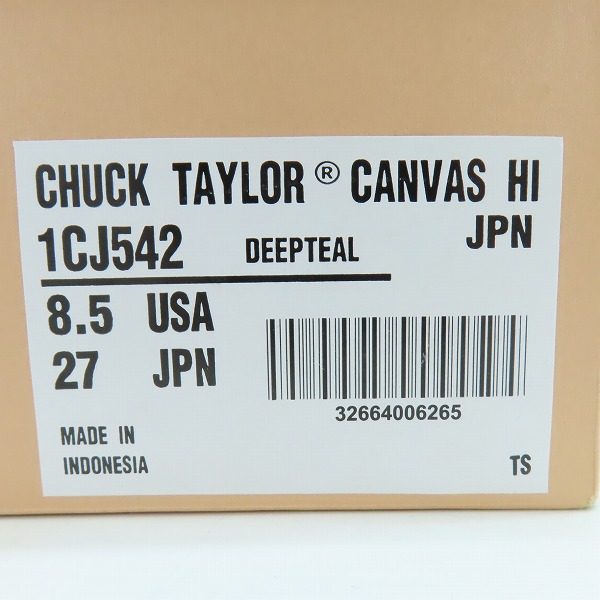 CHUCK TAYLOR® CANVAS HI
JPN
1CJ542 DEEPTEAL
8.5 USA
27 JPN
32664006265
MADE IN
INDONESIA
TS